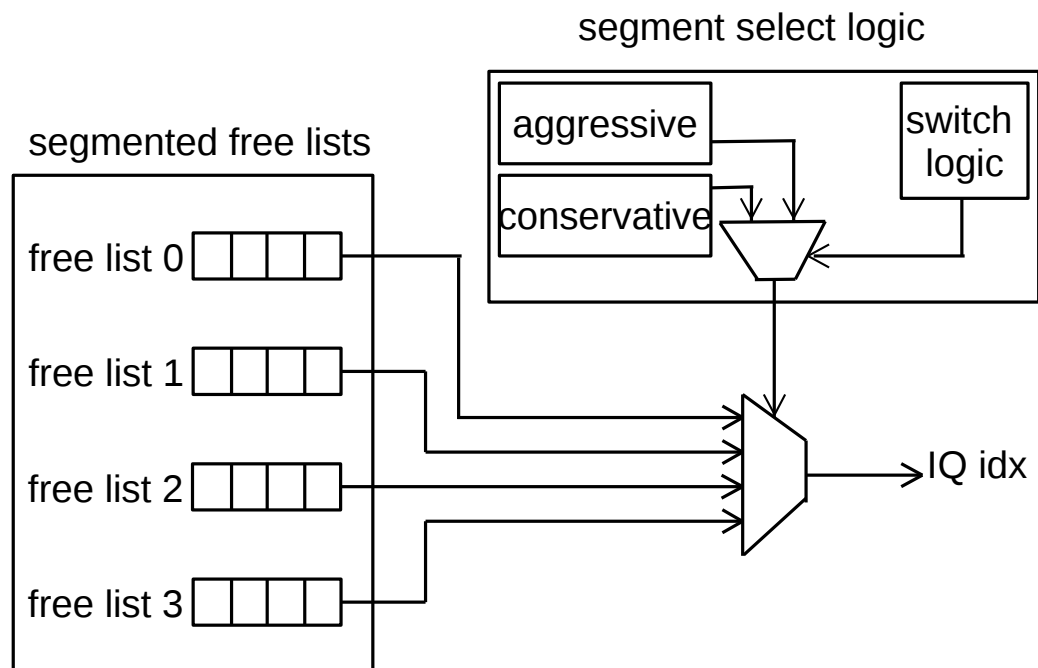 segment select logic
aggressive
switch
logic
conservative
segmented free lists
free list 0
free list 1
free list 2
free list 3
IQ idx